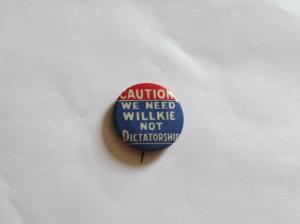 CAUTION,
WE NEED
WILLKIE
NOT
DICTATORSHIP